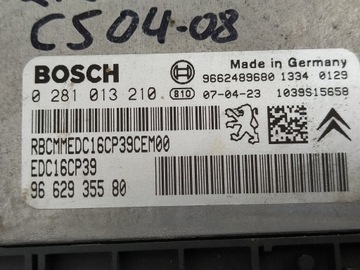 C5 04-08
BOSCH
Made in Germany
9662489680 1334 0129
0 281 013 210 810 07-04-23 1039S15658
RBCMMEDC16CP39CEM00
EDC16CP39
96 629 355 80